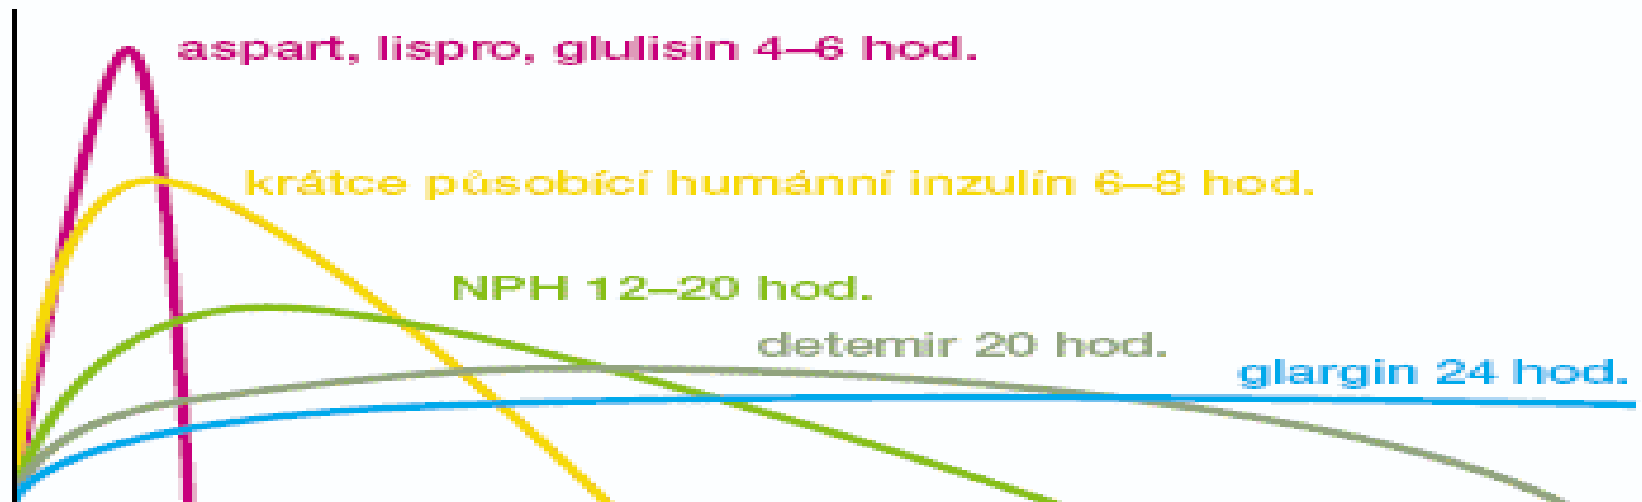 aspart, lispro, glulisin 4–6 hod.
krátce působící humánní inzulín 6–8 hod.
NPH 12–20 hod.
detemir 20 hod.
glargin 24 hod.